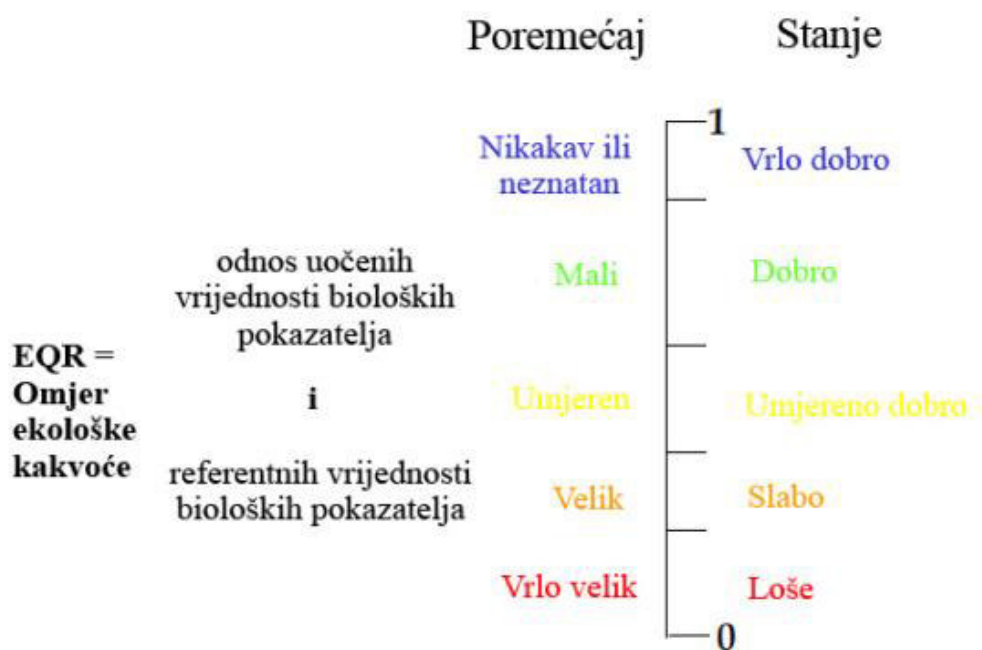 Poremećaj
Stanje
1
Nikakav ili
neznatan
Vrlo dobro
odnos uočenih
vrijednosti bioloških
pokazatelja
Mali
Dobro
EQR =
Omjer
ekološke
kakvoće
i
Umjeren
Umjereno dobro
referentnih vrijednosti
bioloških pokazatelja
Velik
Slabo
Vrlo velik
Loše
0